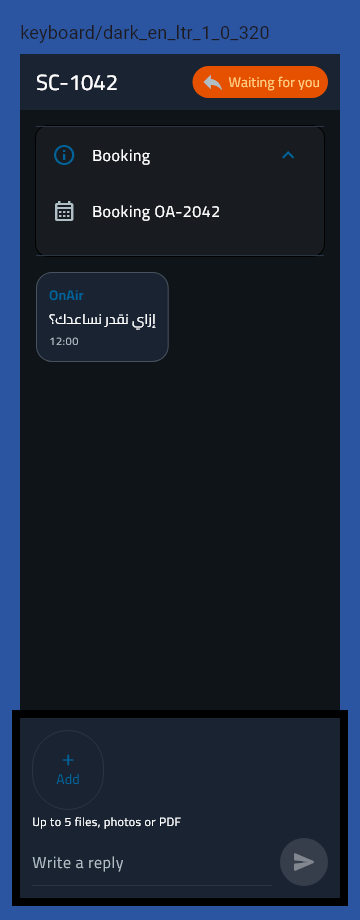 keyboard/dark_en_ltr_1_0_320
SC-1042
Waiting for you
Booking
Booking OA-2042
OnAir
إزاي نقدر نساعدك؟
12:00
+
Add
Up to 5 files, photos or PDF
Write a reply